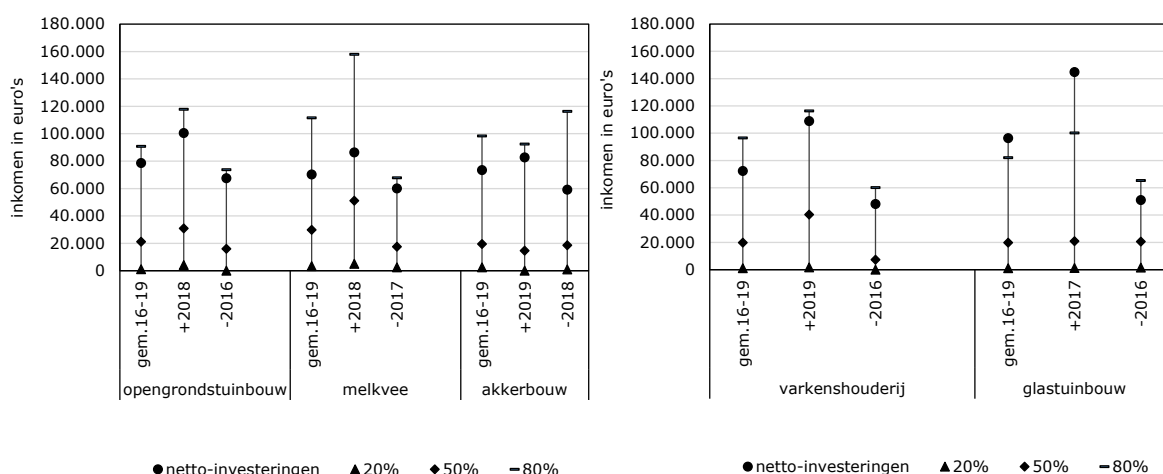 180.000
160.000
140.000
120.000
100.000
80.000
60.000
40.000
20.000
0
inkomen in euro's
gem.16-19
+2018
-2016
gem.16-19
+2018
-2017
gem.16-19
+2019
-2018
opengrondstuinbouw melkvee akkerbouw
netto-investeringen 20% 50% 80%
180.000
160.000
140.000
120.000
100.000
80.000
60.000
40.000
20.000
0
inkomen in euro's
gem.16-19
+2019
-2016
gem.16-19
+2017
-2016
varkenshouderij glastuinbouw
netto-investeringen 20% 50% 80%